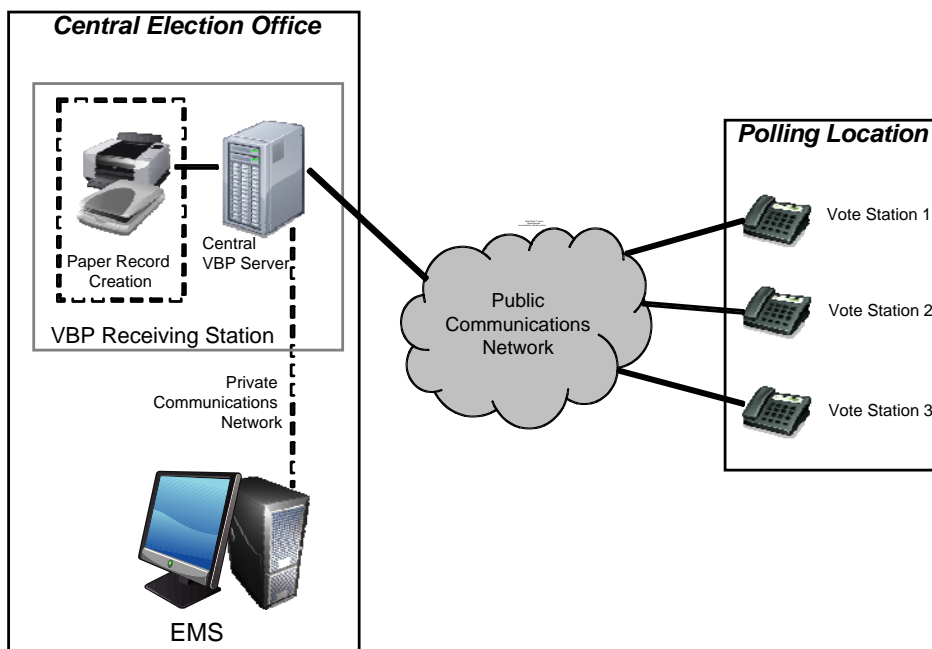 Central Election Office
Paper Record
Creation
Central
VBP Server
VBP Receiving Station
Private
Communications
Network
EMS
Public
Communications
Network
Polling Location
Vote Station 1
Vote Station 2
Vote Station 3